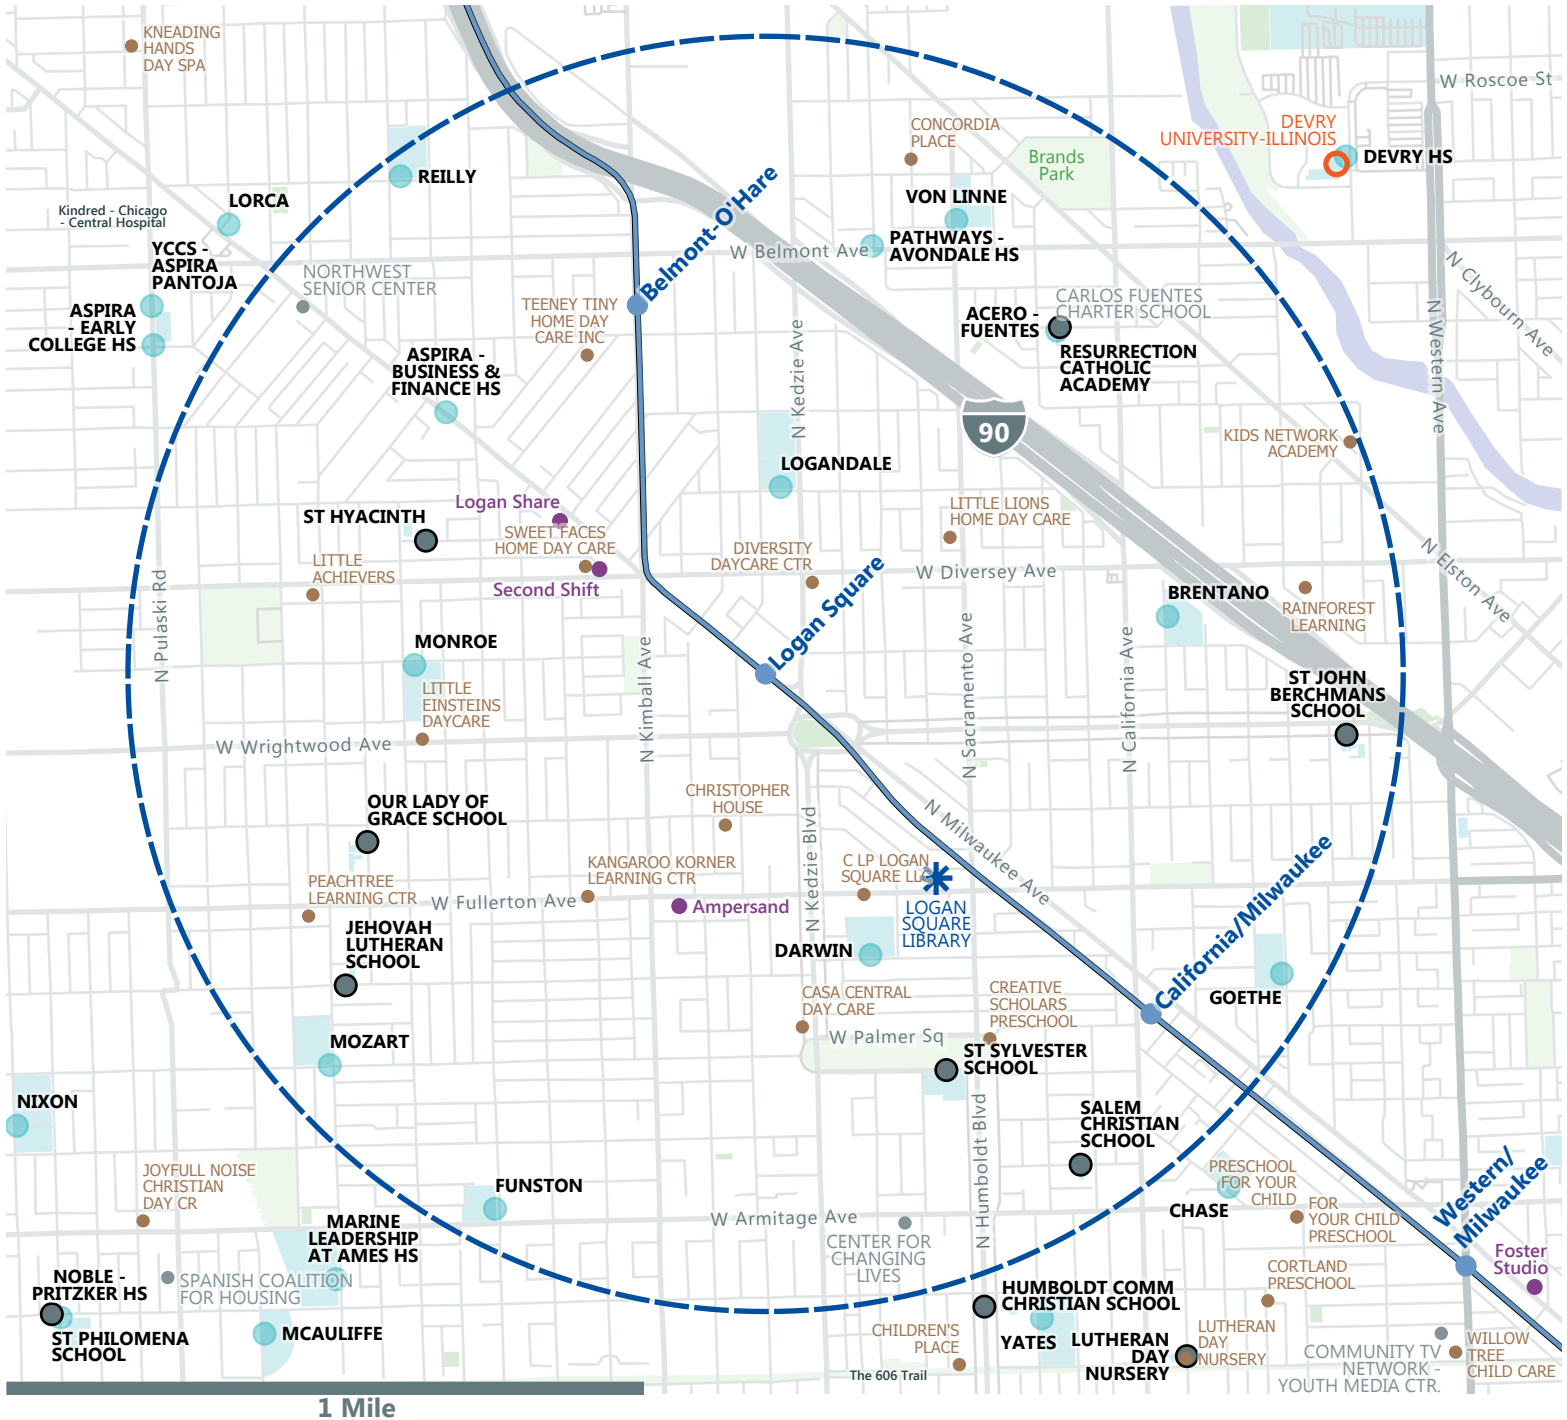 KNEADING
HANDS
DAY SPA
W Roscoe St
DEVRY
UNIVERSITY-ILLINOIS
DEVRY HS
CONCORDIA
PLACE
Brands
Park
REILLY
VON LINNE
LORCA
Kindred - Chicago
- Central Hospital
Belmont-O'Hare
W Belmont Ave
PATHWAYS -
AVONDALE HS
YCCS -
ASPIRA
PANTOJA
NORTHWEST
SENIOR CENTER
N Clybourn Ave
ASPIRA
- EARLY
COLLEGE HS
TEENEY TINY
HOME DAY
CARE INC
CARLOS FUENTES
CHARTER SCHOOL
ACERO -
FUENTES
N Western Ave
N Kedzie Ave
ASPIRA -
BUSINESS &
FINANCE HS
RESURRECTION
CATHOLIC
ACADEMY
90
KIDS NETWORK
ACADEMY
LOGANDALE
Logan Share
LITTLE LIONS
HOME DAY CARE
ST HYACINTH
SWEET FACES
HOME DAY CARE
DIVERSITY
DAYCARE CTR
N Elston Ave
LITTLE
ACHIEVERS
W Diversey Ave
Second Shift
Logan Square
BRENTANO
RAINFOREST
LEARNING
N Pulaski Rd
MONROE
N Kimball Ave
N Sacramento Ave
N California Ave
LITTLE
EINSTEINS
DAYCARE
ST JOHN
BERCHMANS
SCHOOL
W Wrightwood Ave
CHRISTOPHER
HOUSE
OUR LADY OF
GRACE SCHOOL
N Milwaukee Ave
N Kedzie Blvd
KANGAROO KORNER
LEARNING CTR
C LP LOGAN
SQUARE LLC
California/Milwaukee
PEACHTREE
LEARNING CTR
W Fullerton Ave
Ampersand
LOGAN
SQUARE
LIBRARY
JEHOVAH
LUTHERAN
SCHOOL
DARWIN
GOETHE
CASA CENTRAL
DAY CARE
CREATIVE
SCHOLARS
PRESCHOOL
MOZART
W Palmer Sq
ST SYLVESTER
SCHOOL
NIXON
N Humboldt Blvd
SALEM
CHRISTIAN
SCHOOL
JOYFULL NOISE
CHRISTIAN
DAY CR
PRESCHOOL
FOR YOUR
CHILD
Western/
Milwaukee
FUNSTON
CHASE
FOR
YOUR CHILD
PRESCHOOL
MARINE
LEADERSHIP
AT AMES HS
W Armitage Ave
CENTER FOR
CHANGING
LIVES
Foster
Studio
NOBLE -
PRITZKER HS
SPANISH COALITION
FOR HOUSING
CORTLAND
PRESCHOOL
HUMBOLDT COMM
CHRISTIAN SCHOOL
ST PHILOMENA
SCHOOL
MCAULIFFE
CHILDREN'S
PLACE
YATES
LUTHERAN
DAY
NURSERY
LUTHERAN
DAY
NURSERY
COMMUNITY TV
NETWORK -
YOUTH MEDIA CTR.
WILLOW
TREE
CHILD CARE
The 606 Trail
1 Mile